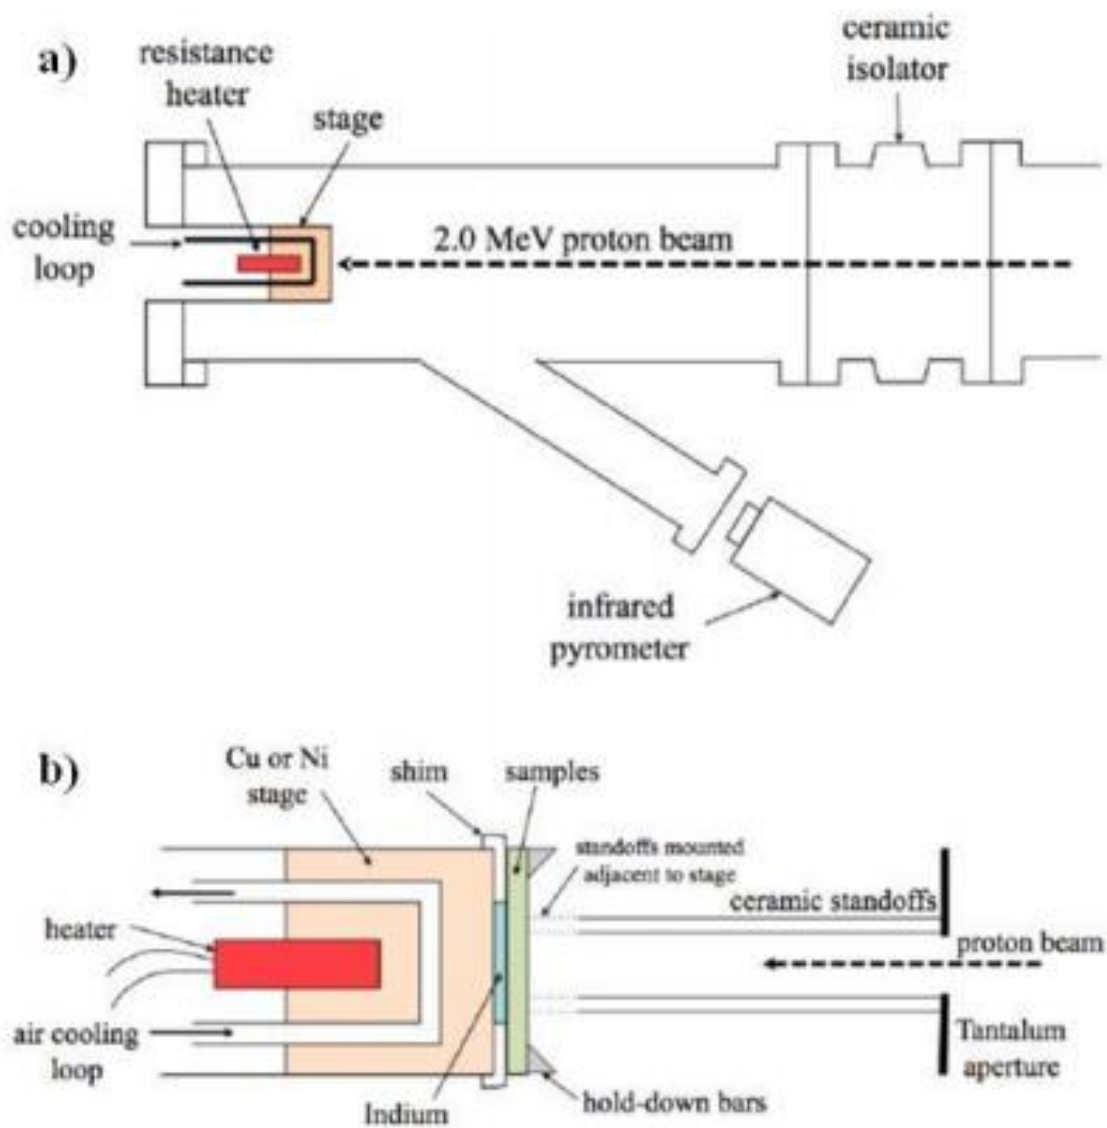 a)
resistance
heater
stage
ceramic
isolator
cooling
loop
2.0 MeV proton beam
infrared
pyrometer
b)
Cu or Ni
stage
shim
samples
standoffs mounted
adjacent to stage
ceramic standoffs
heater
proton beam
air cooling
loop
Tantalum
aperture
Indium
hold-down bars